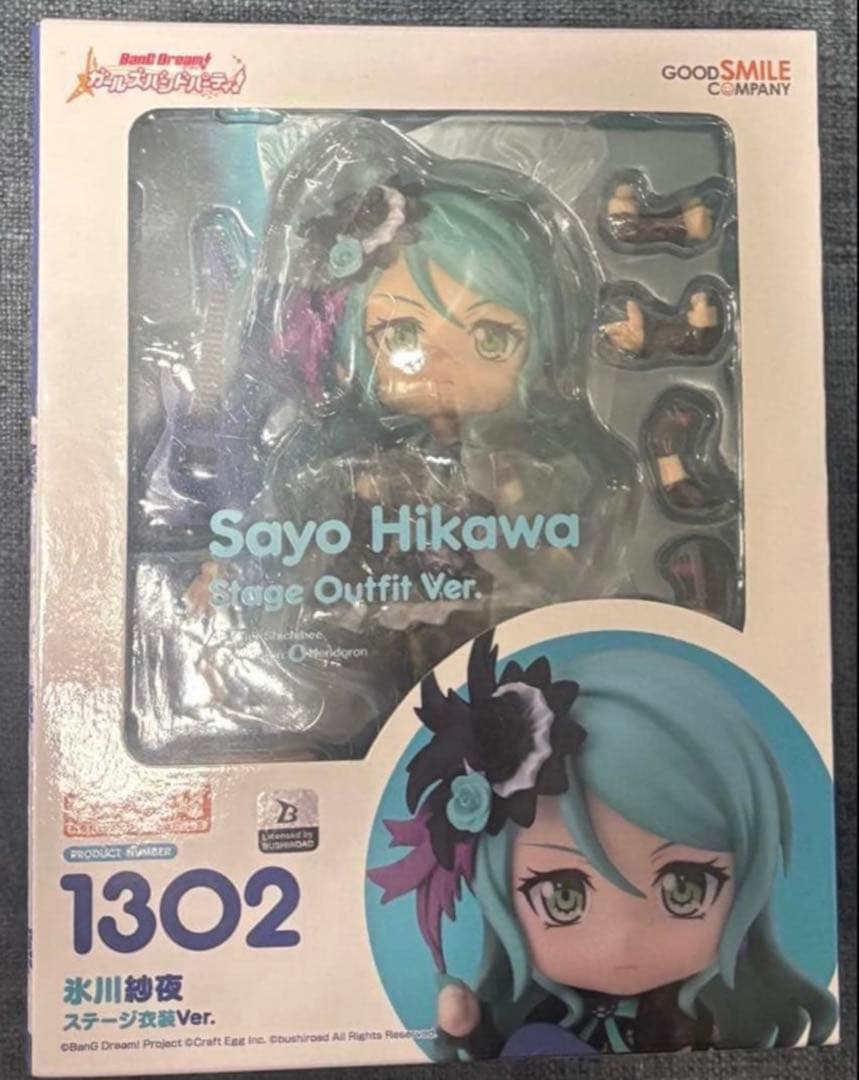 BanG Dream!
ガールズバンドパーティ!
GOOD SMILE
COMPANY
Sayo Hikawa
Stage Outfit Ver.
Shichibee
Nendoron
Licensed by
BUSHIROAD
PRODUCT NUMBER
1302
氷川紗夜
ステージ衣装Ver.
©BanG Dream! Project ©Craft Egg Inc. ©bushiroad All Rights Reserved.